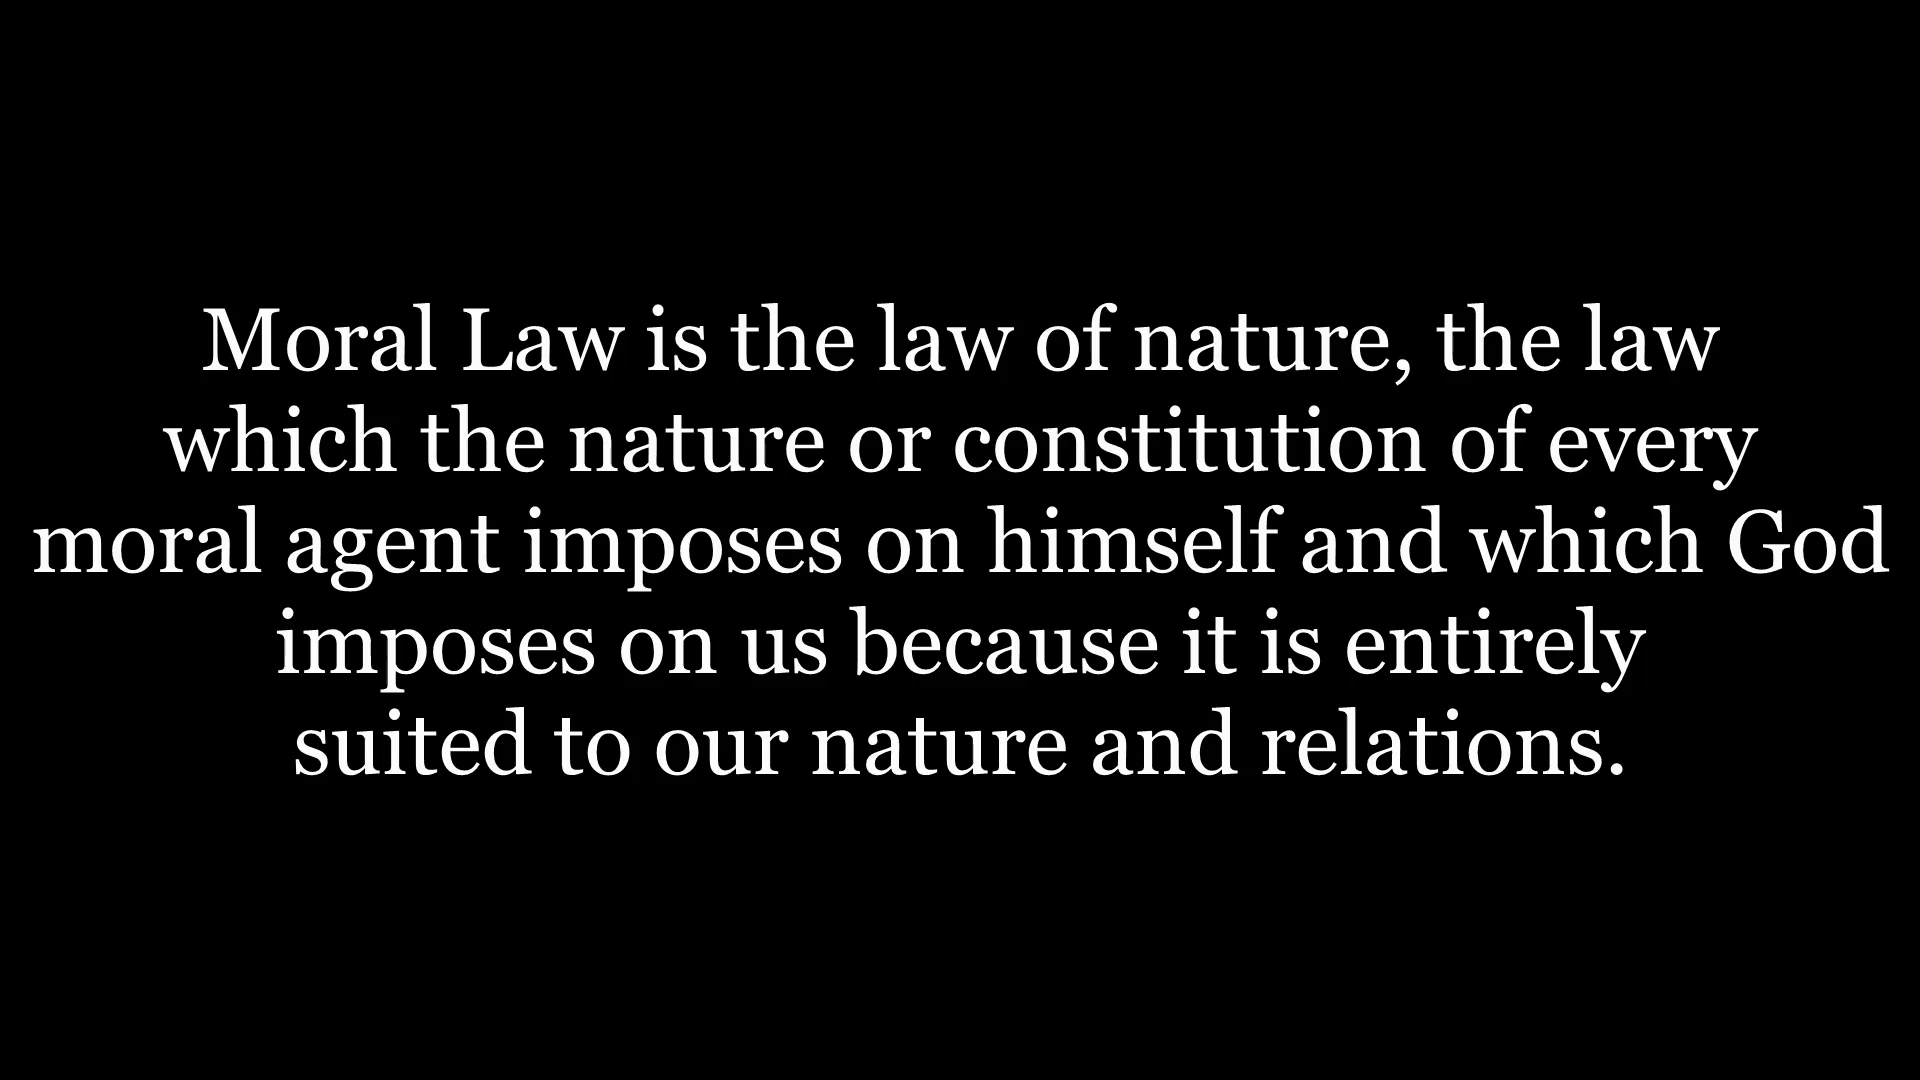 Moral Law is the law of nature, the law
which the nature or constitution of every
moral agent imposes on himself and which God
imposes on us because it is entirely
suited to our nature and relations.